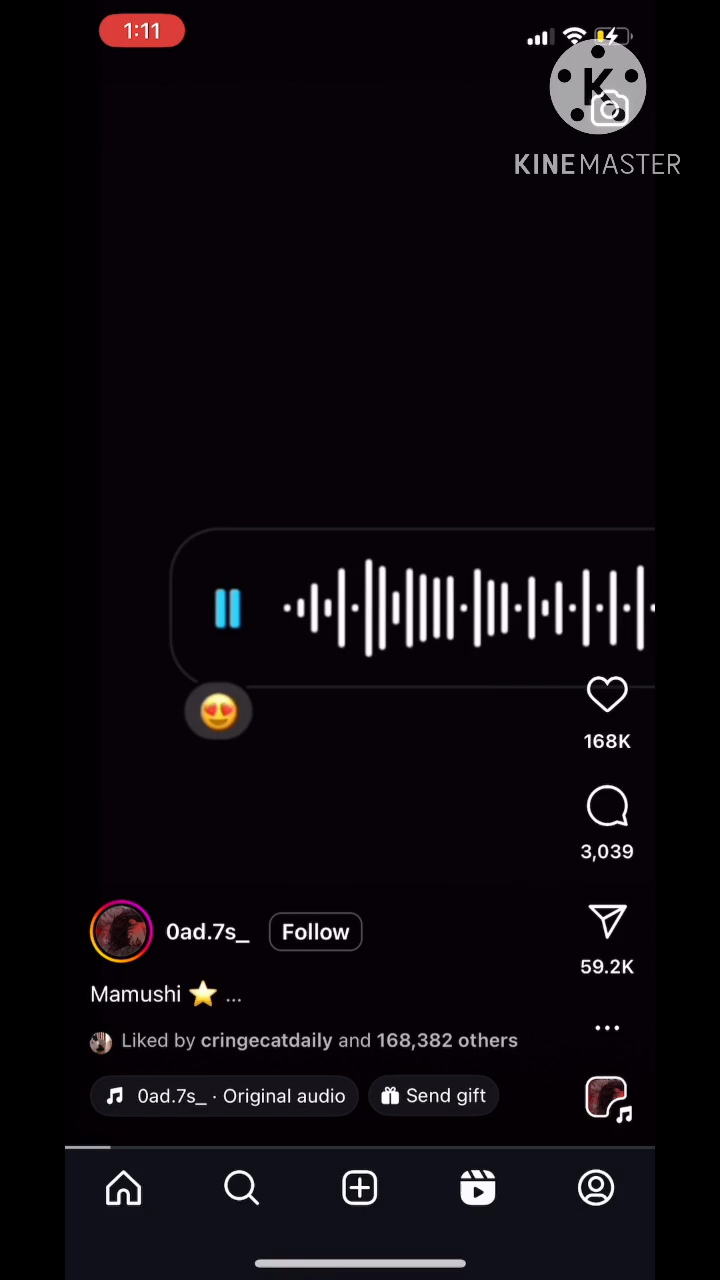 1:11
K
KINEMASTER
168K
3,039
0ad.7s_ Follow
59.2K
Mamushi ⭐ ...
Liked by cringecatdaily and 168,382 others
0ad.7s_ · Original audio Send gift